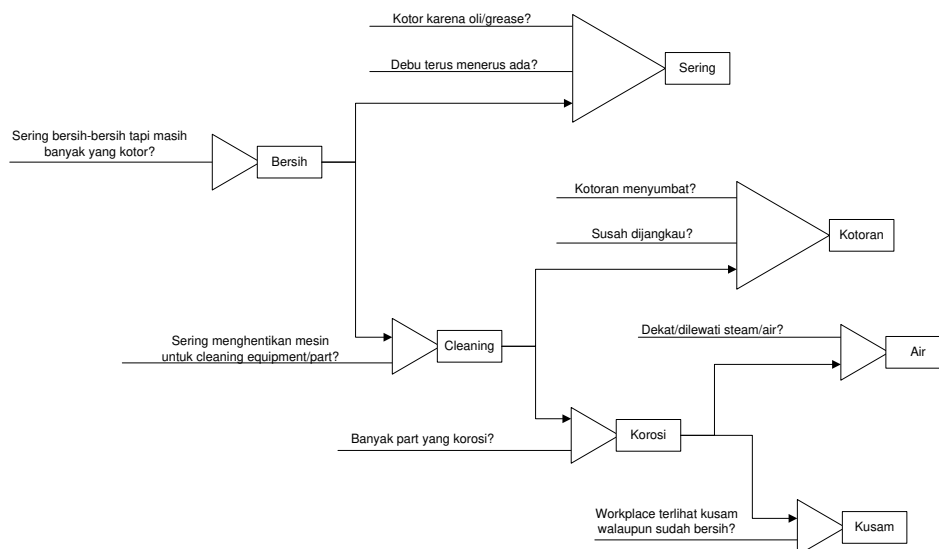 Kotor karena oli/grease?
Debu terus menerus ada?
Sering
Sering bersih-bersih tapi masih
banyak yang kotor?
Bersih
Kotoran menyumbat?
Susah dijangkau?
Kotoran
Sering menghentikan mesin
untuk cleaning equipment/part?
Cleaning
Dekat/dilewati steam/air?
Air
Banyak part yang korosi?
Korosi
Workplace terlihat kusam
walaupun sudah bersih?
Kusam